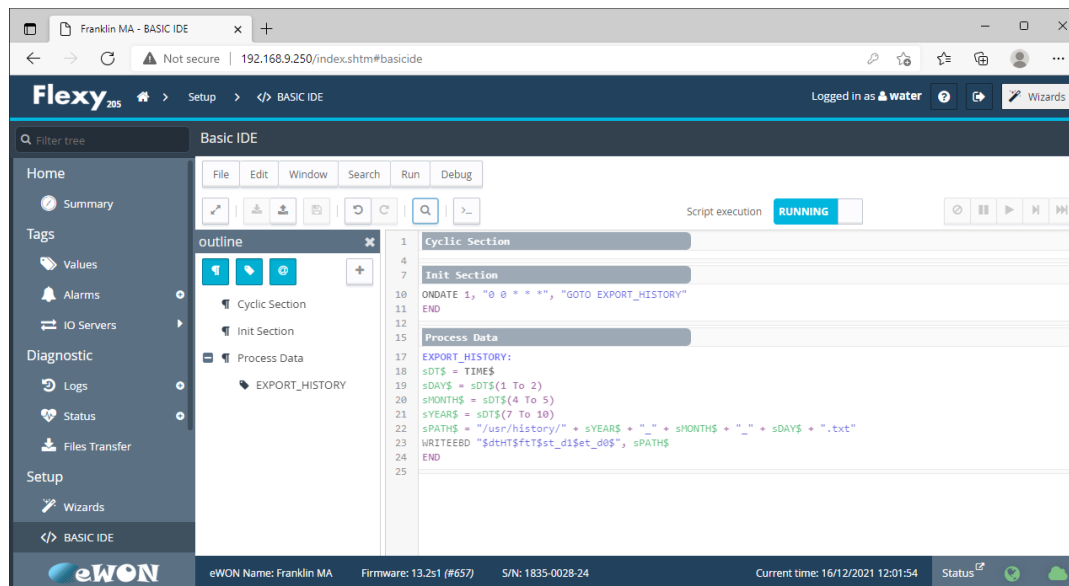 Franklin MA - BASIC IDE
Not secure | 192.168.9.250/index.shtm#basicide
Flexy 205 > Setup > </> BASIC IDE Logged in as water Wizards
Filter tree
Basic IDE
Home
Summary
Tags
Values
Alarms
IO Servers
Diagnostic
Logs
Status
Files Transfer
Setup
Wizards
</> BASIC IDE
eWON
File Edit Window Search Run Debug
Script execution RUNNING
outline
Cyclic Section
Init Section
Process Data
EXPORT_HISTORY
1 Cyclic Section
4
7 Init Section
10 ONDATE 1, "0 0 * * *", "GOTO EXPORT_HISTORY"
11 END
12
15 Process Data
17 EXPORT_HISTORY:
18 sDT$ = TIME$
19 sDAY$ = sDT$(1 To 2)
20 sMONTH$ = sDT$(4 To 5)
21 sYEAR$ = sDT$(7 To 10)
22 sPATH$ = "/usr/history/" + sYEAR$ + "_" + sMONTH$ + "_" + sDAY$ + ".txt"
23 WRITEEBD "$dtHT$ftT$st_d1$et_d0$", sPATH$
24 END
25
eWON Name: Franklin MA Firmware: 13.2s1 (#657) S/N: 1835-0028-24 Current time: 16/12/2021 12:01:54 Status